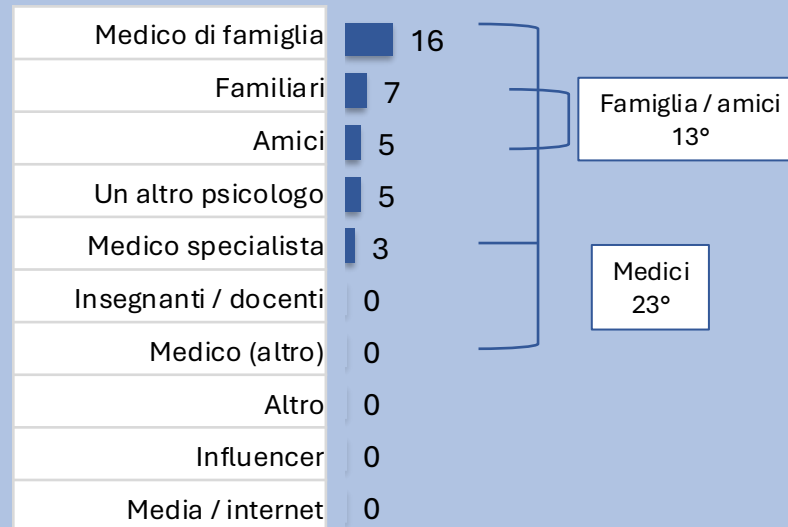 Medico di famiglia 16
Familiari 7
Amici 5
Un altro psicologo 5
Medico specialista 3
Insegnanti / docenti 0
Medico (altro) 0
Altro 0
Influencer 0
Media / internet 0
Famiglia / amici
13°
Medici
23°